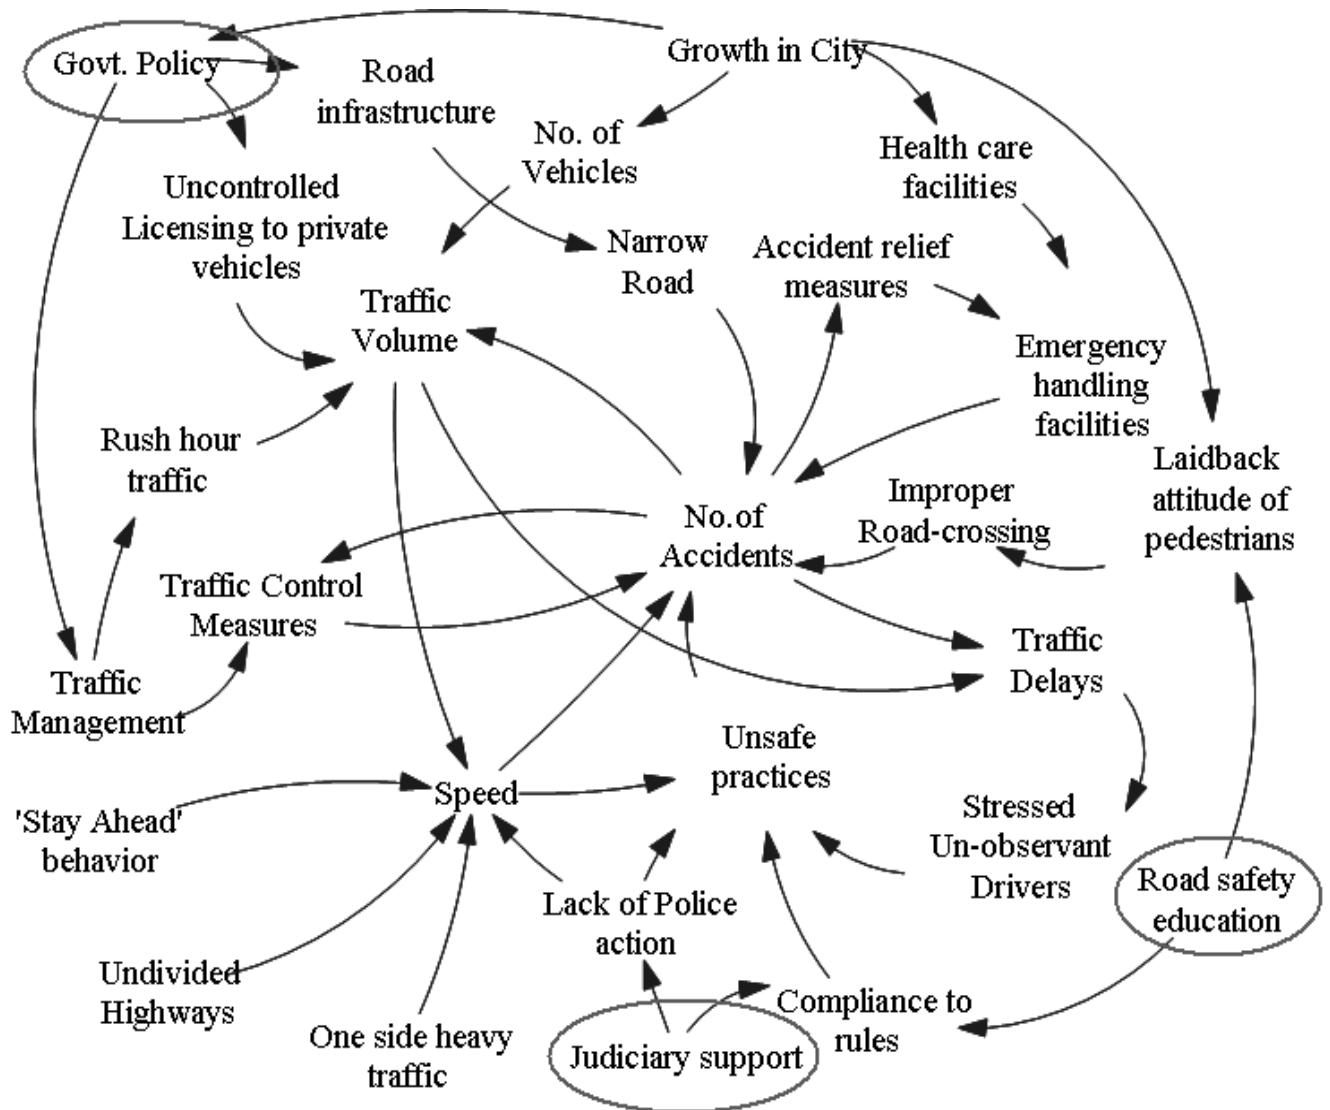 Govt. Policy
Growth in City
Road
infrastructure
No. of
Vehicles
Health care
facilities
Uncontrolled
Licensing to private
vehicles
Narrow
Road
Accident relief
measures
Traffic
Volume
Emergency
handling
facilities
Rush hour
traffic
Laidback
attitude of
pedestrians
Improper
Road-crossing
No.of
Accidents
Traffic Control
Measures
Traffic
Delays
Traffic
Management
Unsafe
practices
Speed
'Stay Ahead'
behavior
Stressed
Un-observant
Drivers
Road safety
education
Lack of Police
action
Undivided
Highways
One side heavy
traffic
Judiciary support
Compliance to
rules